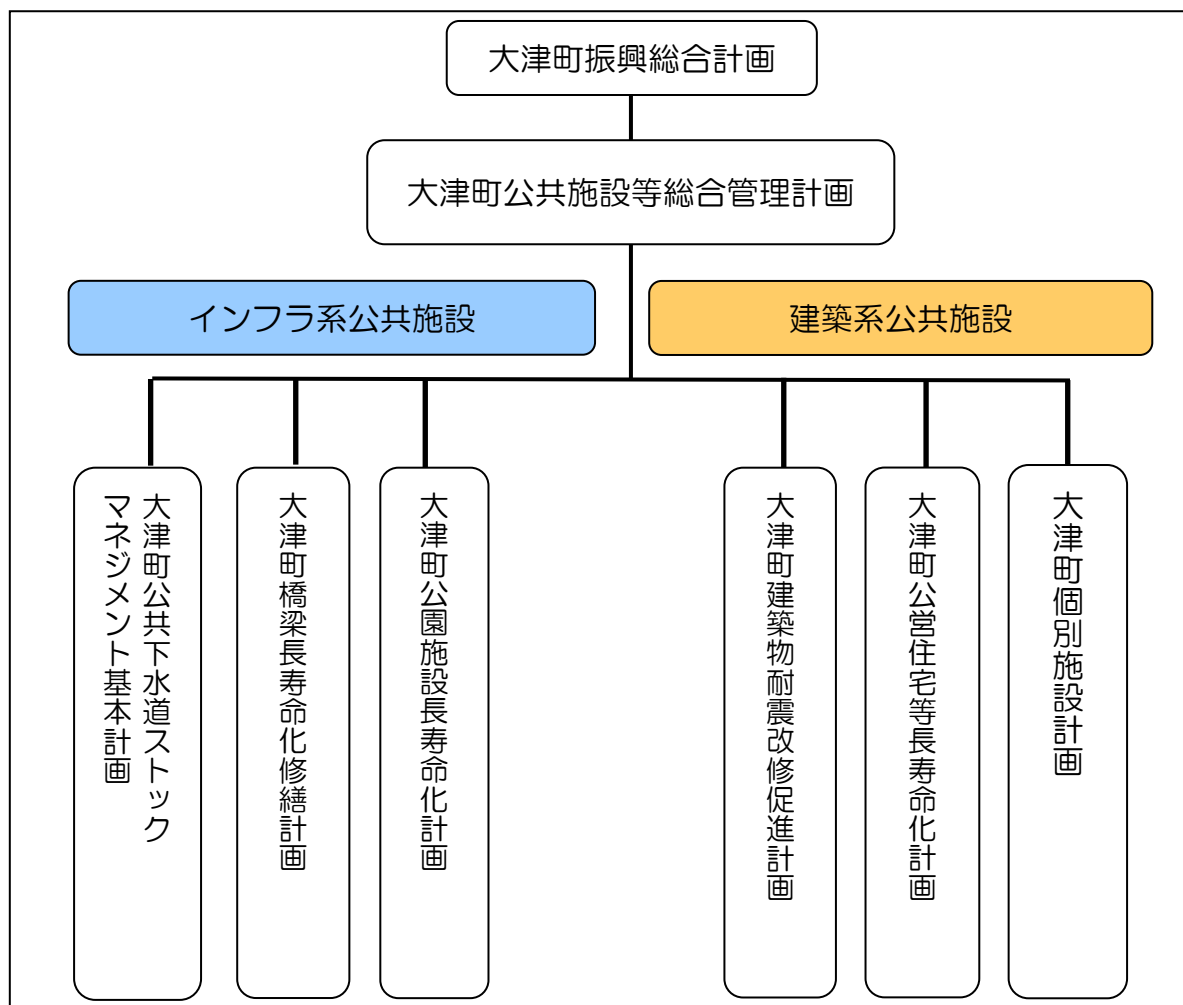 大津町振興総合計画
大津町公共施設等総合管理計画
インフラ系公共施設
建築系公共施設
大津町公共下水道ストック
マネジメント基本計画
大津町橋梁長寿命化修繕計画
大津町公園施設長寿命化計画
大津町建築物耐震改修促進計画
大津町公営住宅等長寿命化計画
大津町個別施設計画